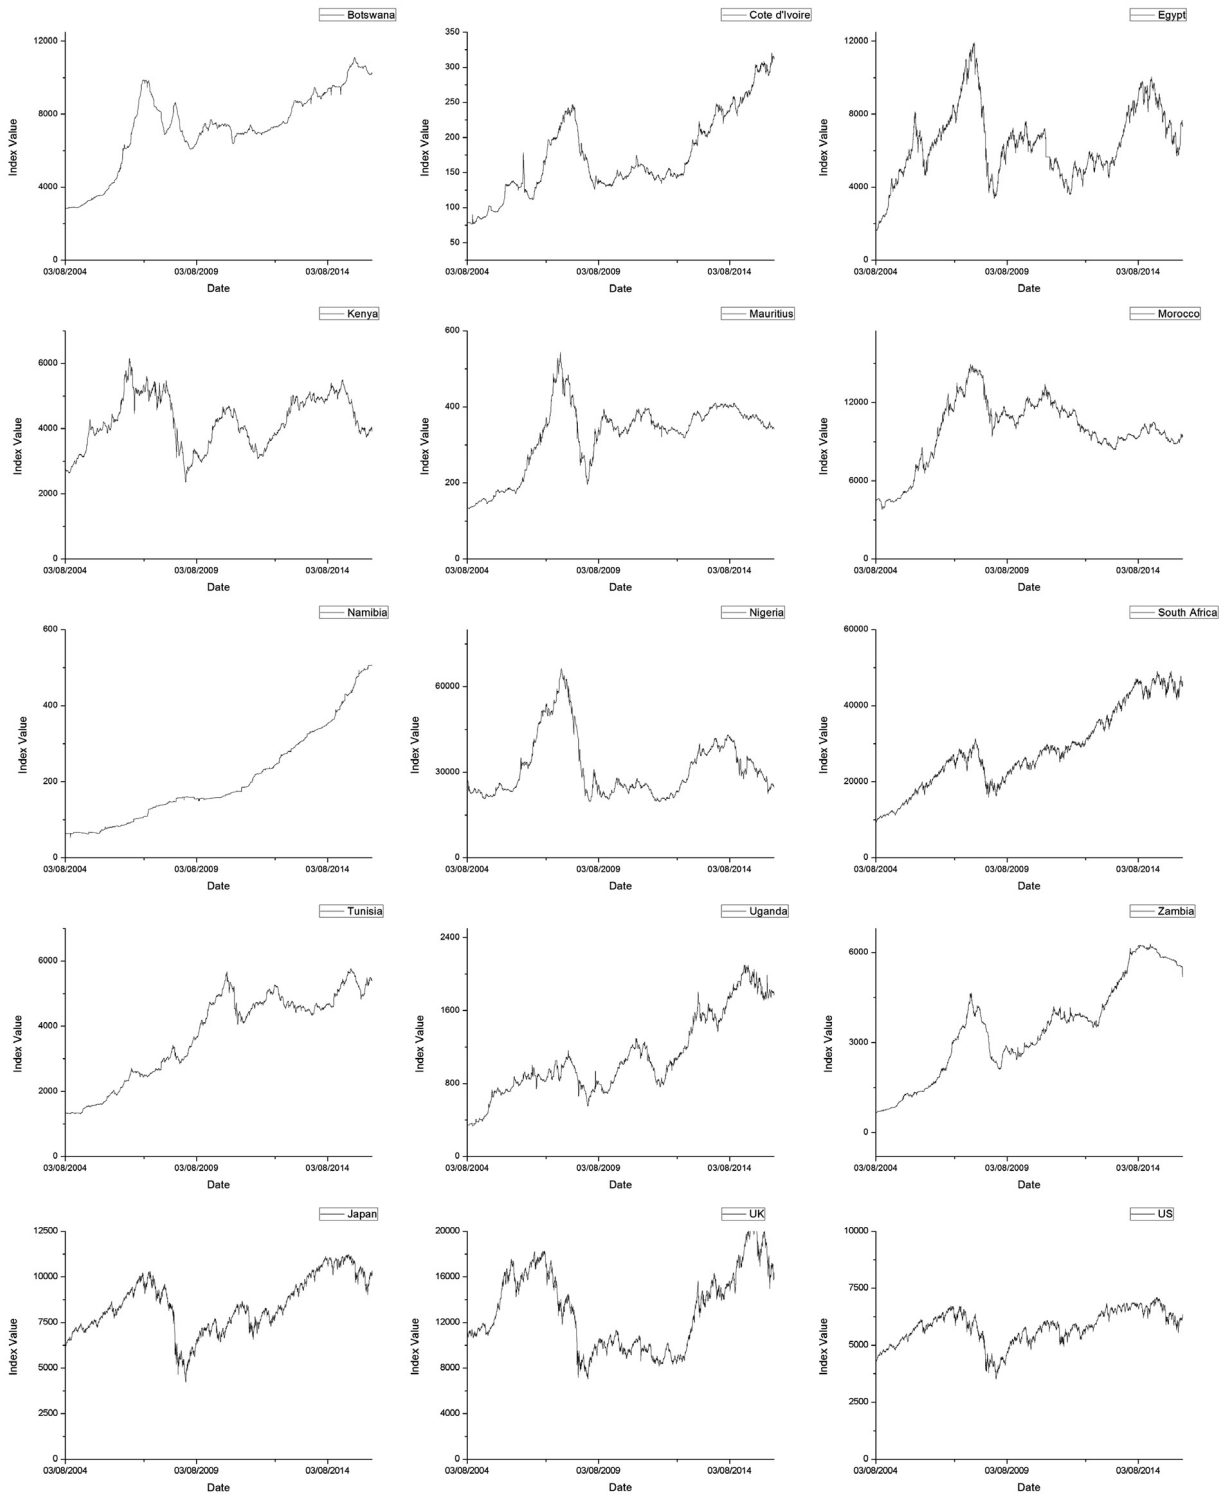 Botswana
12000
8000
4000
0
Index Value
03/08/2004
03/08/2009
03/08/2014
Date
Cote d'Ivoire
350
300
250
200
150
100
50
Index Value
03/08/2004
03/08/2009
03/08/2014
Date
Egypt
12000
8000
4000
0
Index Value
03/08/2004
03/08/2009
03/08/2014
Date
Kenya
6000
4000
2000
0
Index Value
03/08/2004
03/08/2009
03/08/2014
Date
Mauritius
600
400
200
0
Index Value
03/08/2004
03/08/2009
03/08/2014
Date
Morocco
12000
6000
0
Index Value
03/08/2004
03/08/2009
03/08/2014
Date
Namibia
600
400
200
0
Index Value
03/08/2004
03/08/2009
03/08/2014
Date
Nigeria
60000
30000
0
Index Value
03/08/2004
03/08/2009
03/08/2014
Date
South Africa
60000
40000
20000
0
Index Value
03/08/2004
03/08/2009
03/08/2014
Date
Tunisia
6000
4000
2000
0
Index Value
03/08/2004
03/08/2009
03/08/2014
Date
Uganda
2400
1600
800
0
Index Value
03/08/2004
03/08/2009
03/08/2014
Date
Zambia
6000
3000
0
Index Value
03/08/2004
03/08/2009
03/08/2014
Date
Japan
12500
10000
7500
5000
2500
0
Index Value
03/08/2004
03/08/2009
03/08/2014
Date
UK
20000
16000
12000
8000
4000
0
Index Value
03/08/2004
03/08/2009
03/08/2014
Date
US
10000
7500
5000
2500
0
Index Value
03/08/2004
03/08/2009
03/08/2014
Date